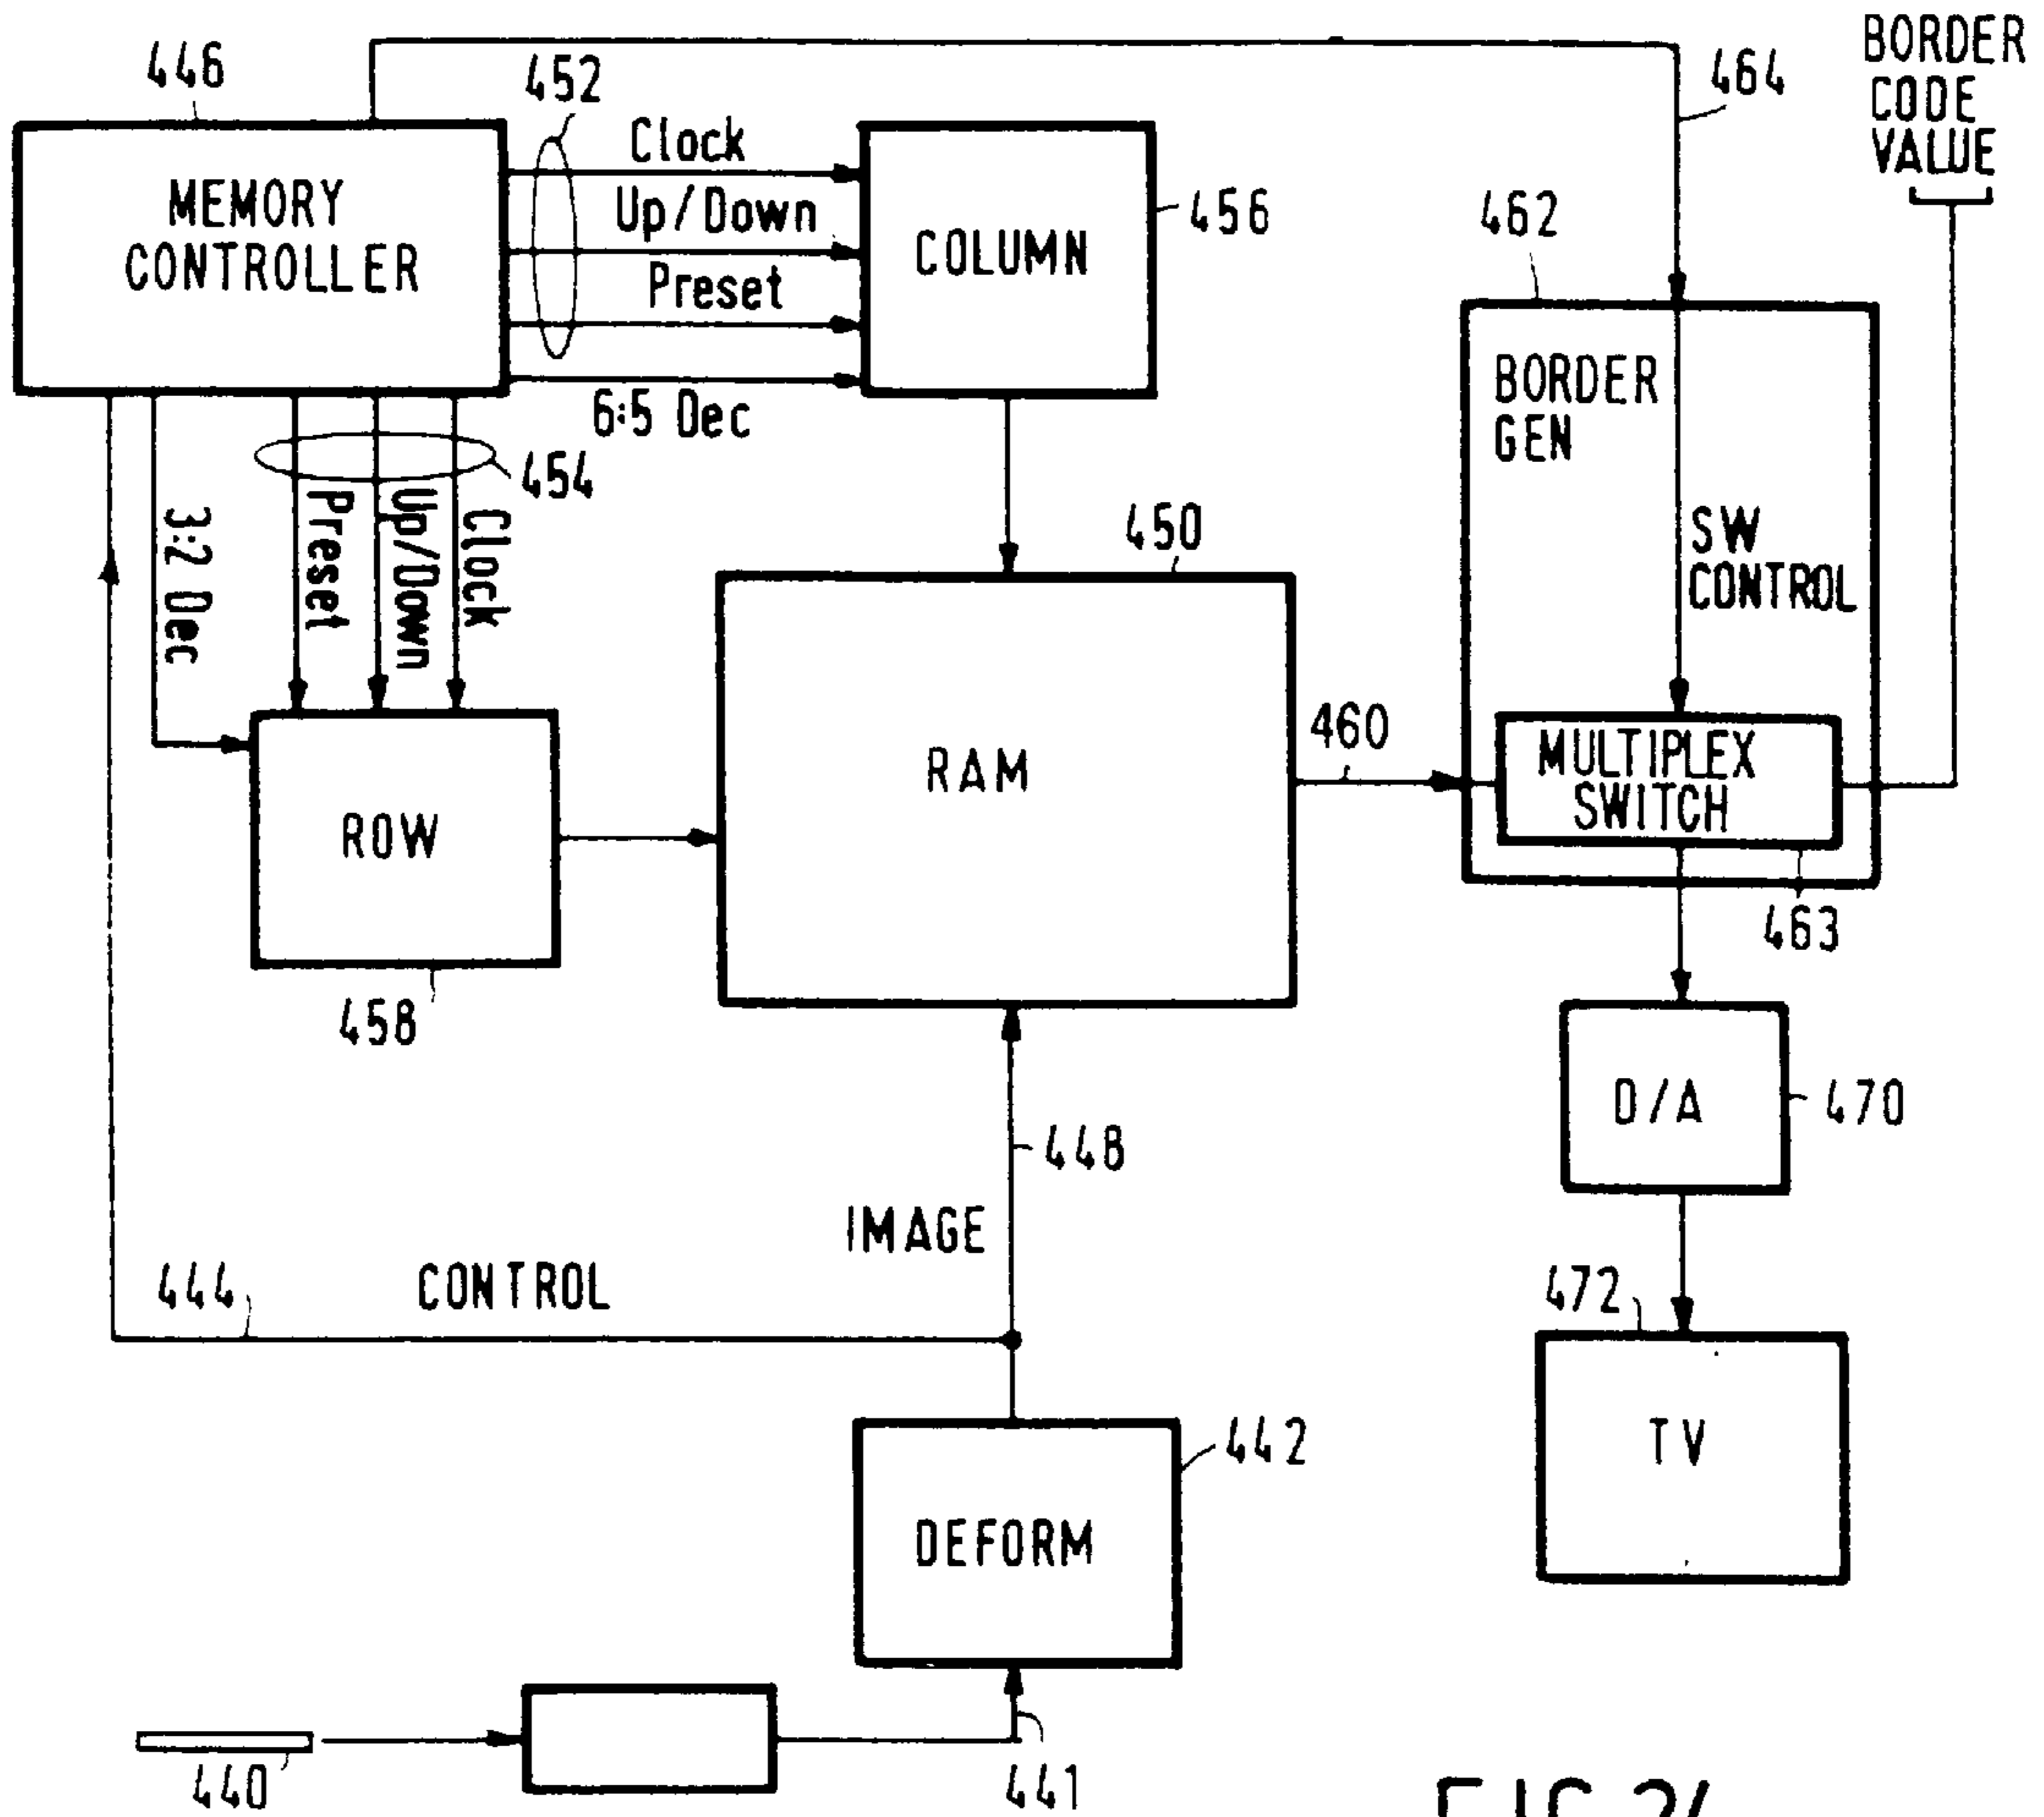 446
452
464
BORDER
CODE
VALUE
MEMORY
CONTROLLER
Clock
Up/Down
Preset
6:5 Dec
COLUMN
456
462
BORDER
GEN
454
3:2 Dec
Preset
Up/Down
Clock
450
SW
CONTROL
ROW
458
RAM
460
MULTIPLEX
SWITCH
463
D/A
470
448
IMAGE
444
CONTROL
472
TV
442
DEFORM
440
441